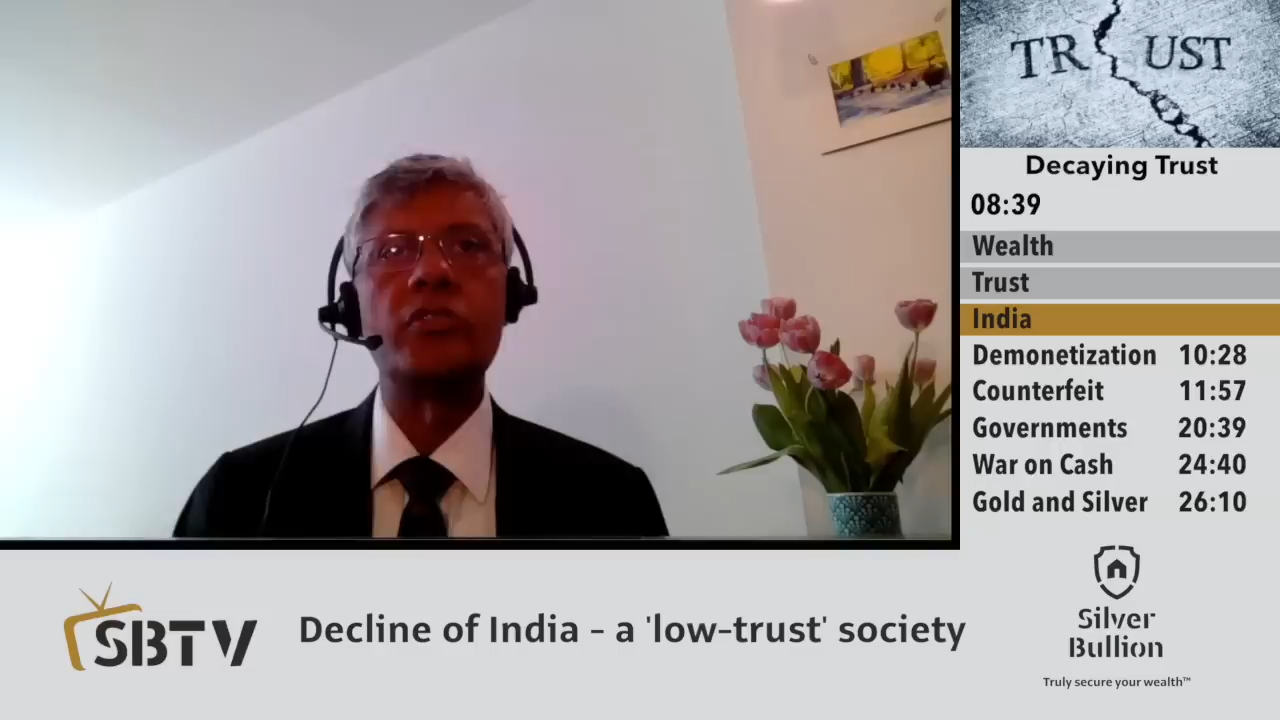 TRUST
Decaying Trust
08:39
Wealth
Trust
India
Demonetization 10:28
Counterfeit 11:57
Governments 20:39
War on Cash 24:40
Gold and Silver 26:10
SBTV
Decline of India - a 'low-trust' society
Silver
Bullion
Truly secure your wealth™